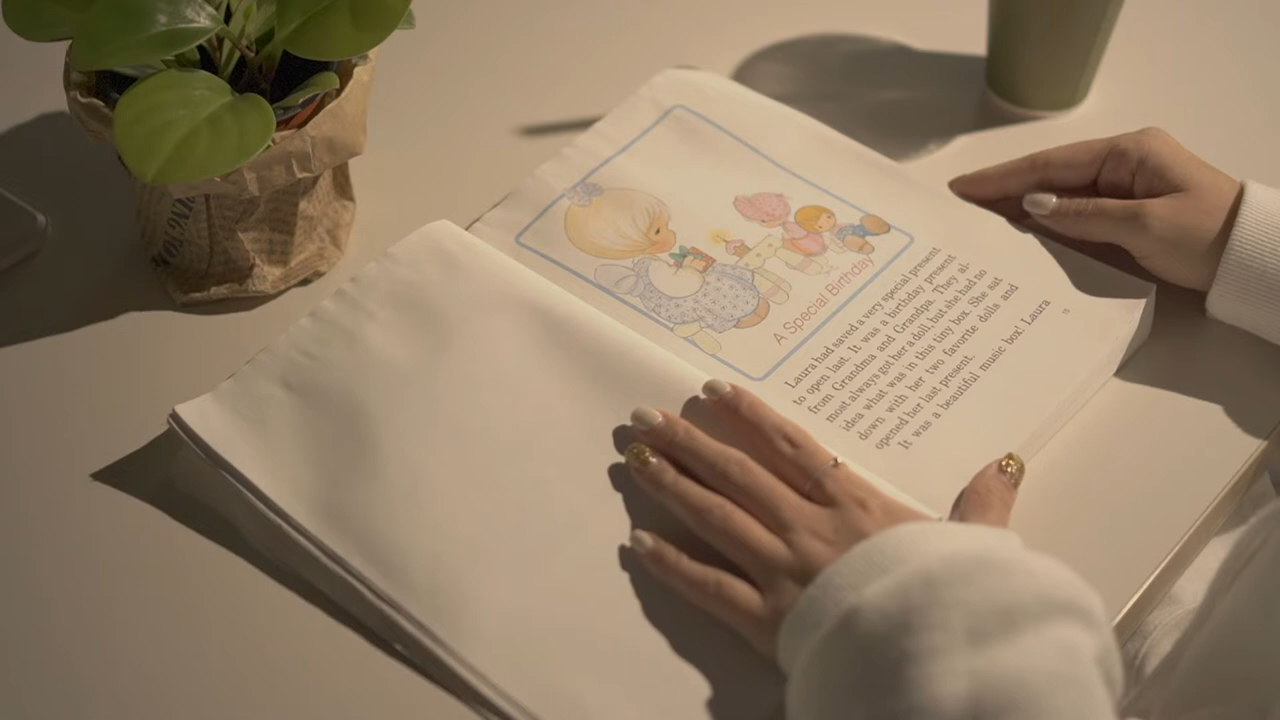 A Special Birthday
Laura had saved a very special present
to open last. It was a birthday present
from Grandma and Grandpa. They al-
most always got her a doll, but she had no
idea what was in this tiny box. She sat
down with her two favorite dolls and
opened her last present.
It was a beautiful music box! Laura
15